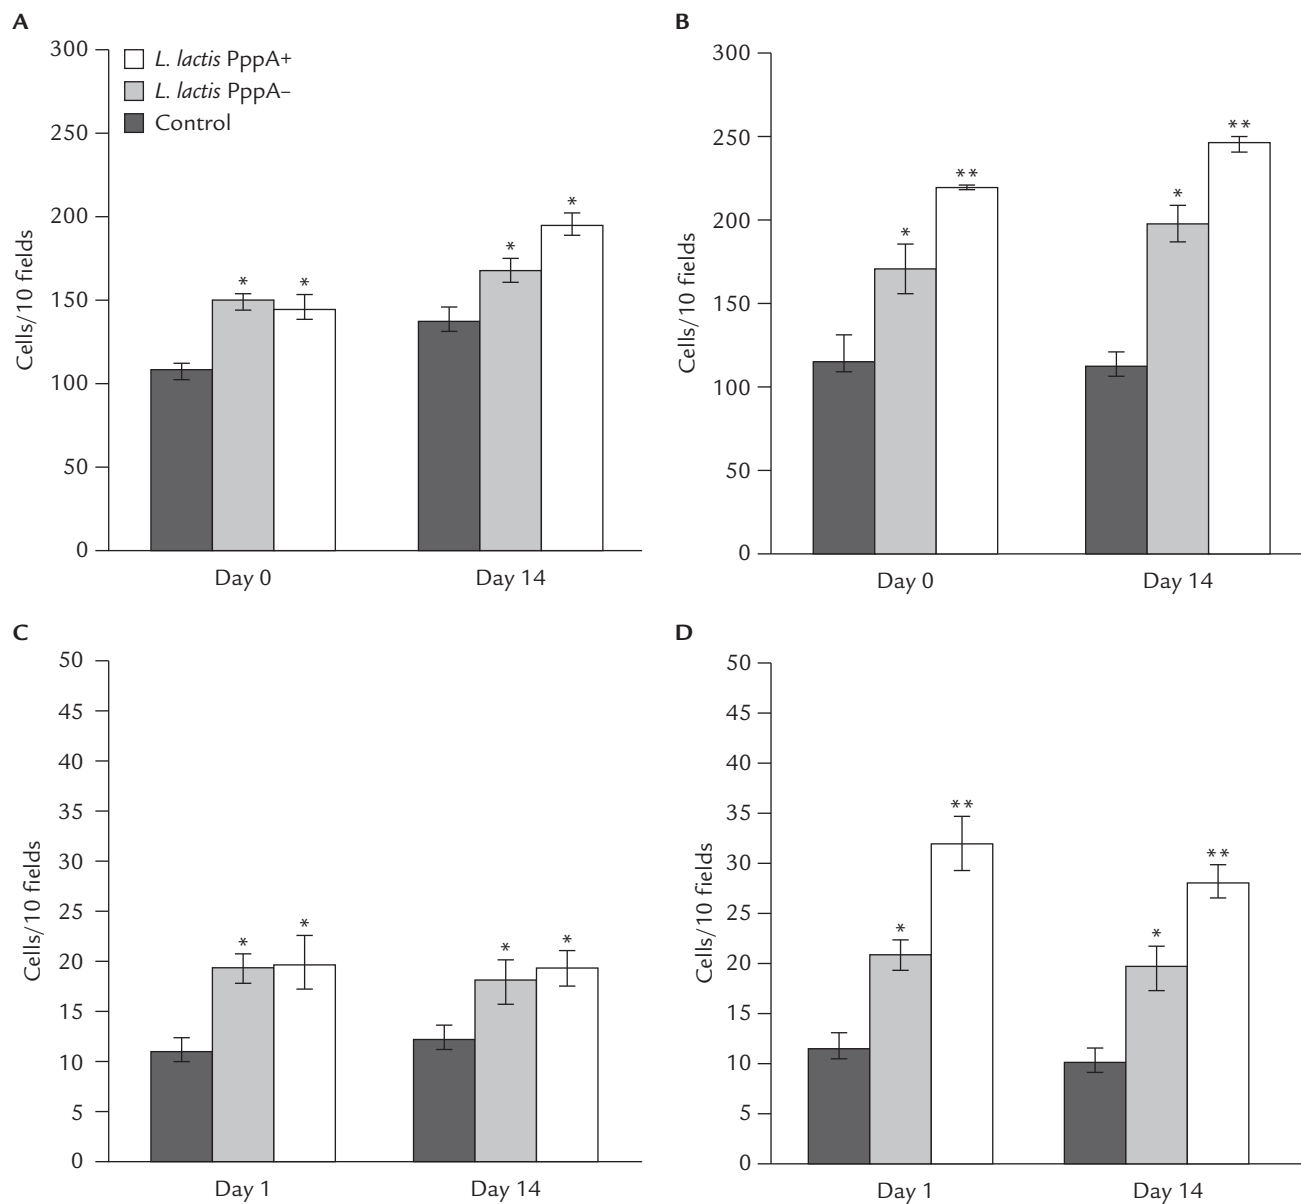 A
300
250
200
150
100
50
0
Cells/10 fields
L. lactis PppA+
L. lactis PppA–
Control
*
*
*
*
Day 0
Day 14
B
300
250
200
150
100
50
0
Cells/10 fields
*
**
*
**
Day 0
Day 14
C
50
45
40
35
30
25
20
15
10
5
0
Cells/10 fields
*
*
*
*
Day 1
Day 14
D
50
45
40
35
30
25
20
15
10
5
0
Cells/10 fields
*
**
*
**
Day 1
Day 14